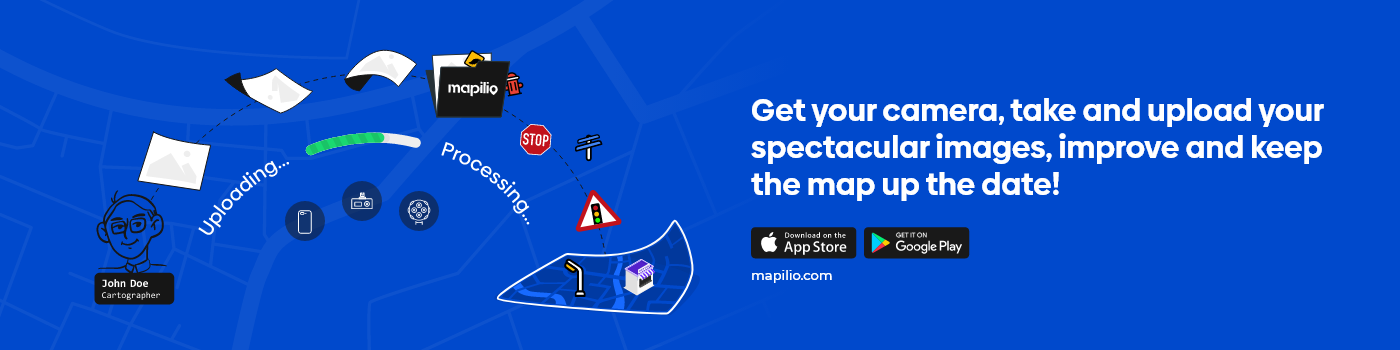 mapilio
STOP
Uploading...
Processing...
John Doe
Cartographer
Get your camera, take and upload your
spectacular images, improve and keep
the map up the date!
Download on the
App Store
GET IT ON
Google Play
mapilio.com